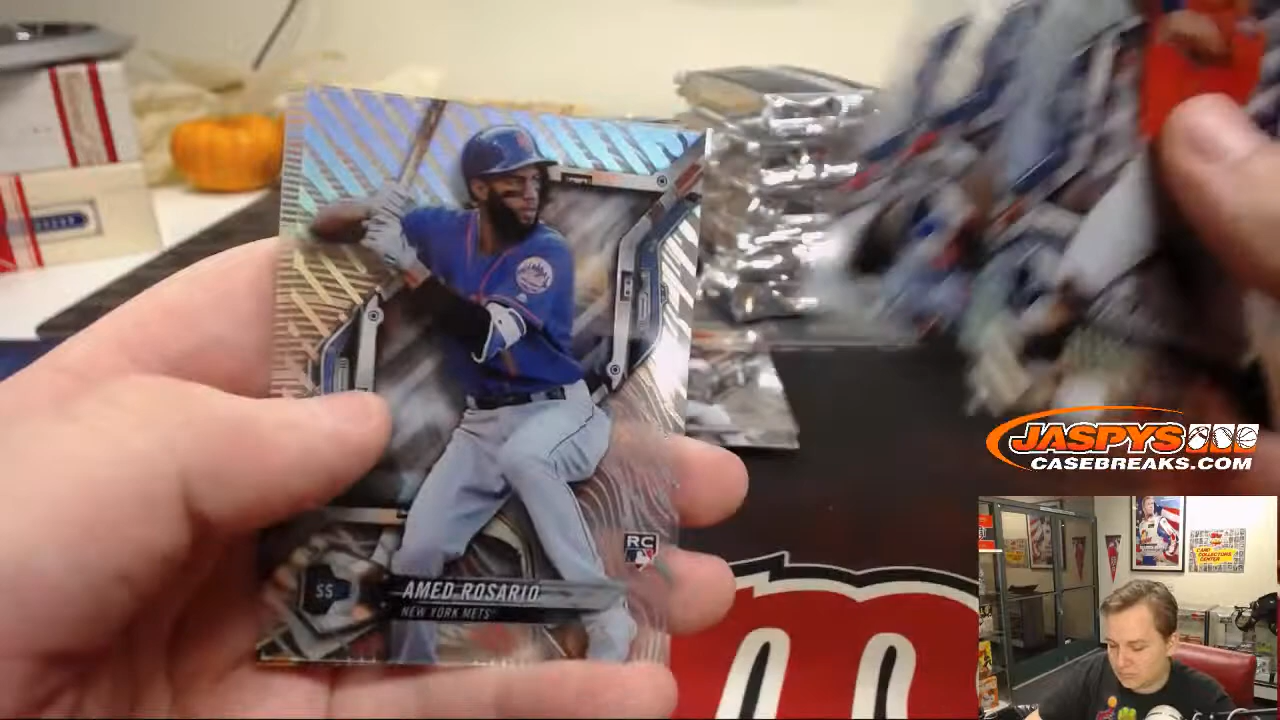 RC
SS
AMED ROSARIO
NEW YORK METS
JASPYS
CASEBREAKS.COM